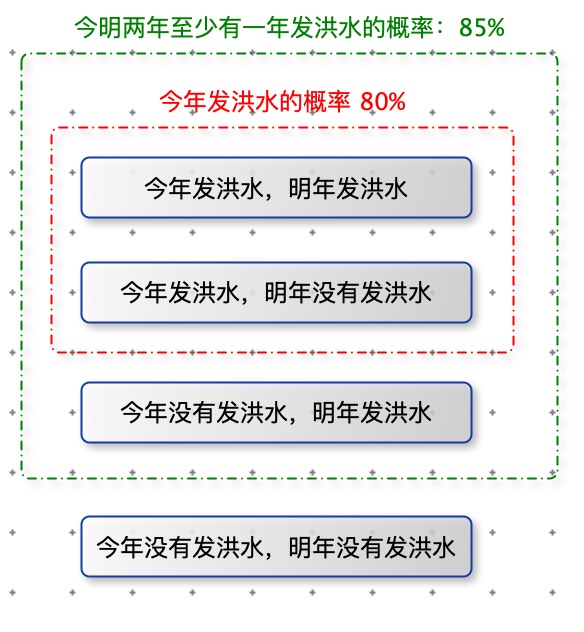 今明两年至少有一年发洪水的概率：85%
今年发洪水的概率 80%
今年发洪水，明年发洪水
今年发洪水，明年没有发洪水
今年没有发洪水，明年发洪水
今年没有发洪水，明年没有发洪水